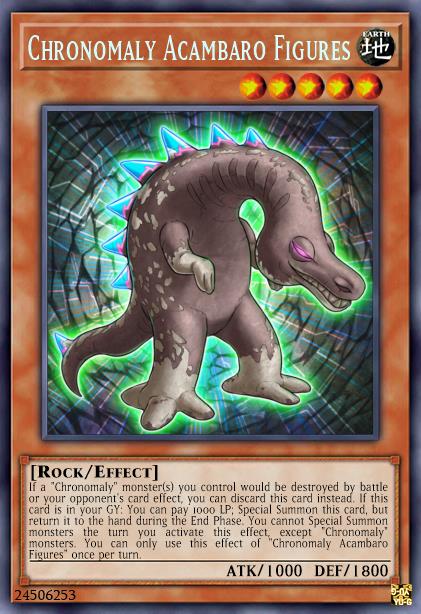 CHRONOMALY ACAMBARO FIGURES
EARTH
地
[ROCK/EFFECT]
If a "Chronomaly" monster(s) you control would be destroyed by battle
or your opponent's card effect, you can discard this card instead. If this
card is in your GY: You can pay 1000 LP; Special Summon this card, but
return it to the hand during the End Phase. You cannot Special Summon
monsters the turn you activate this effect, except "Chronomaly"
monsters. You can only use this effect of "Chronomaly Acambaro
Figures" once per turn.
ATK/1000 DEF/1800
24506253